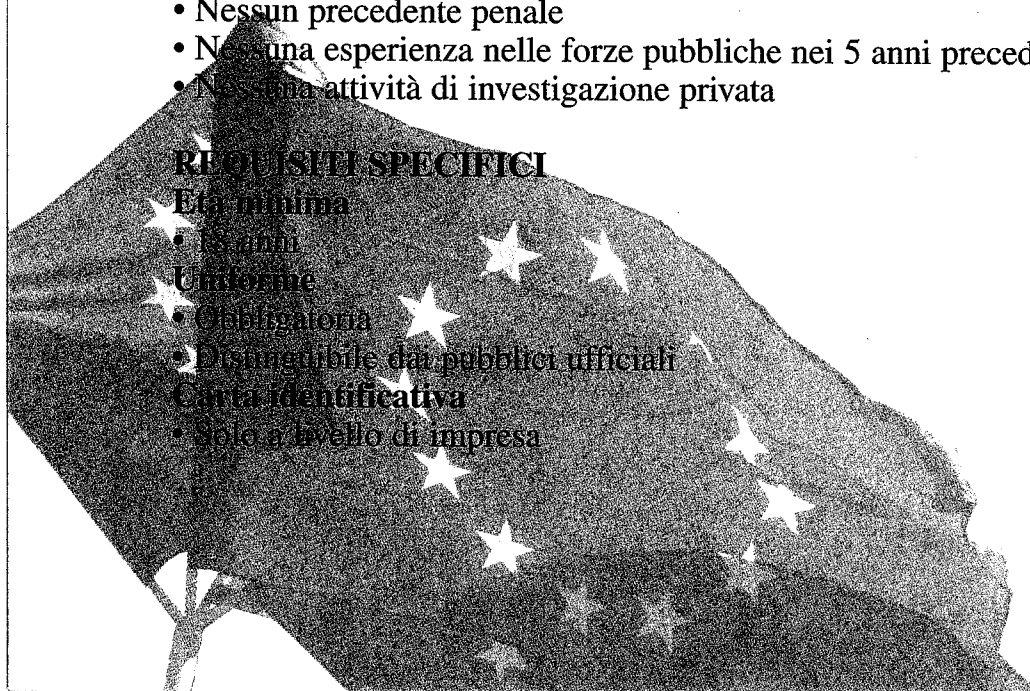 • Nessun precedente penale
• Nessuna esperienza nelle forze pubbliche nei 5 anni preced
• Nessuna attività di investigazione privata
REQUISITI SPECIFICI
Età minima
• 18 anni
Uniforme
• Obbligatoria
• Distinguibile dai pubblici ufficiali
Carta identificativa
• Solo a livello di impresa